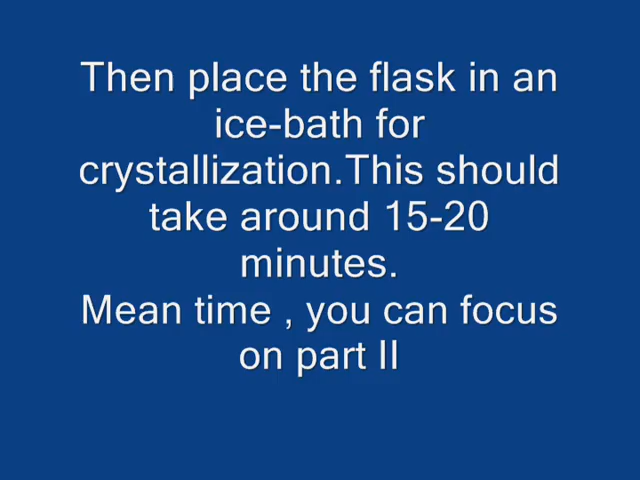 Then place the flask in an
ice-bath for
crystallization.This should
take around 15-20
minutes.
Mean time , you can focus
on part II